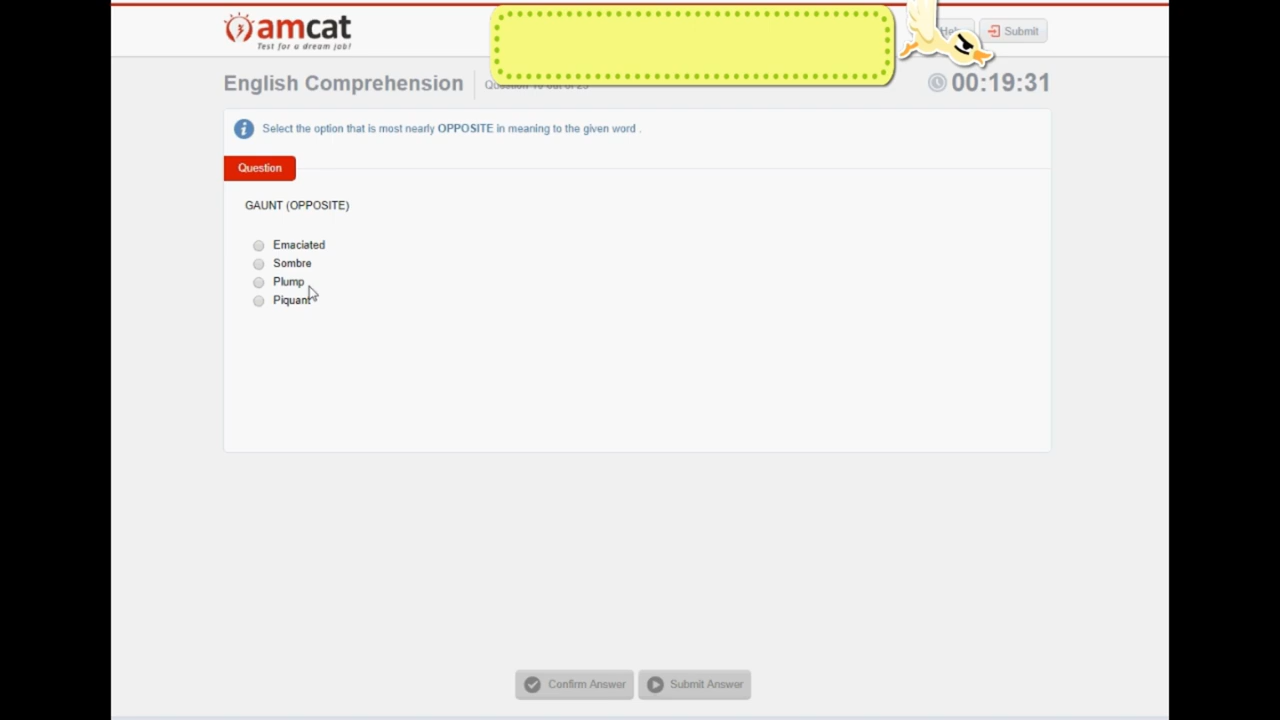 amcat
Test for a dream job!
Submit
English Comprehension
00:19:31
Select the option that is most nearly OPPOSITE in meaning to the given word .
Question
GAUNT (OPPOSITE)
Emaciated
Sombre
Plump
Piquant
Confirm Answer
Submit Answer